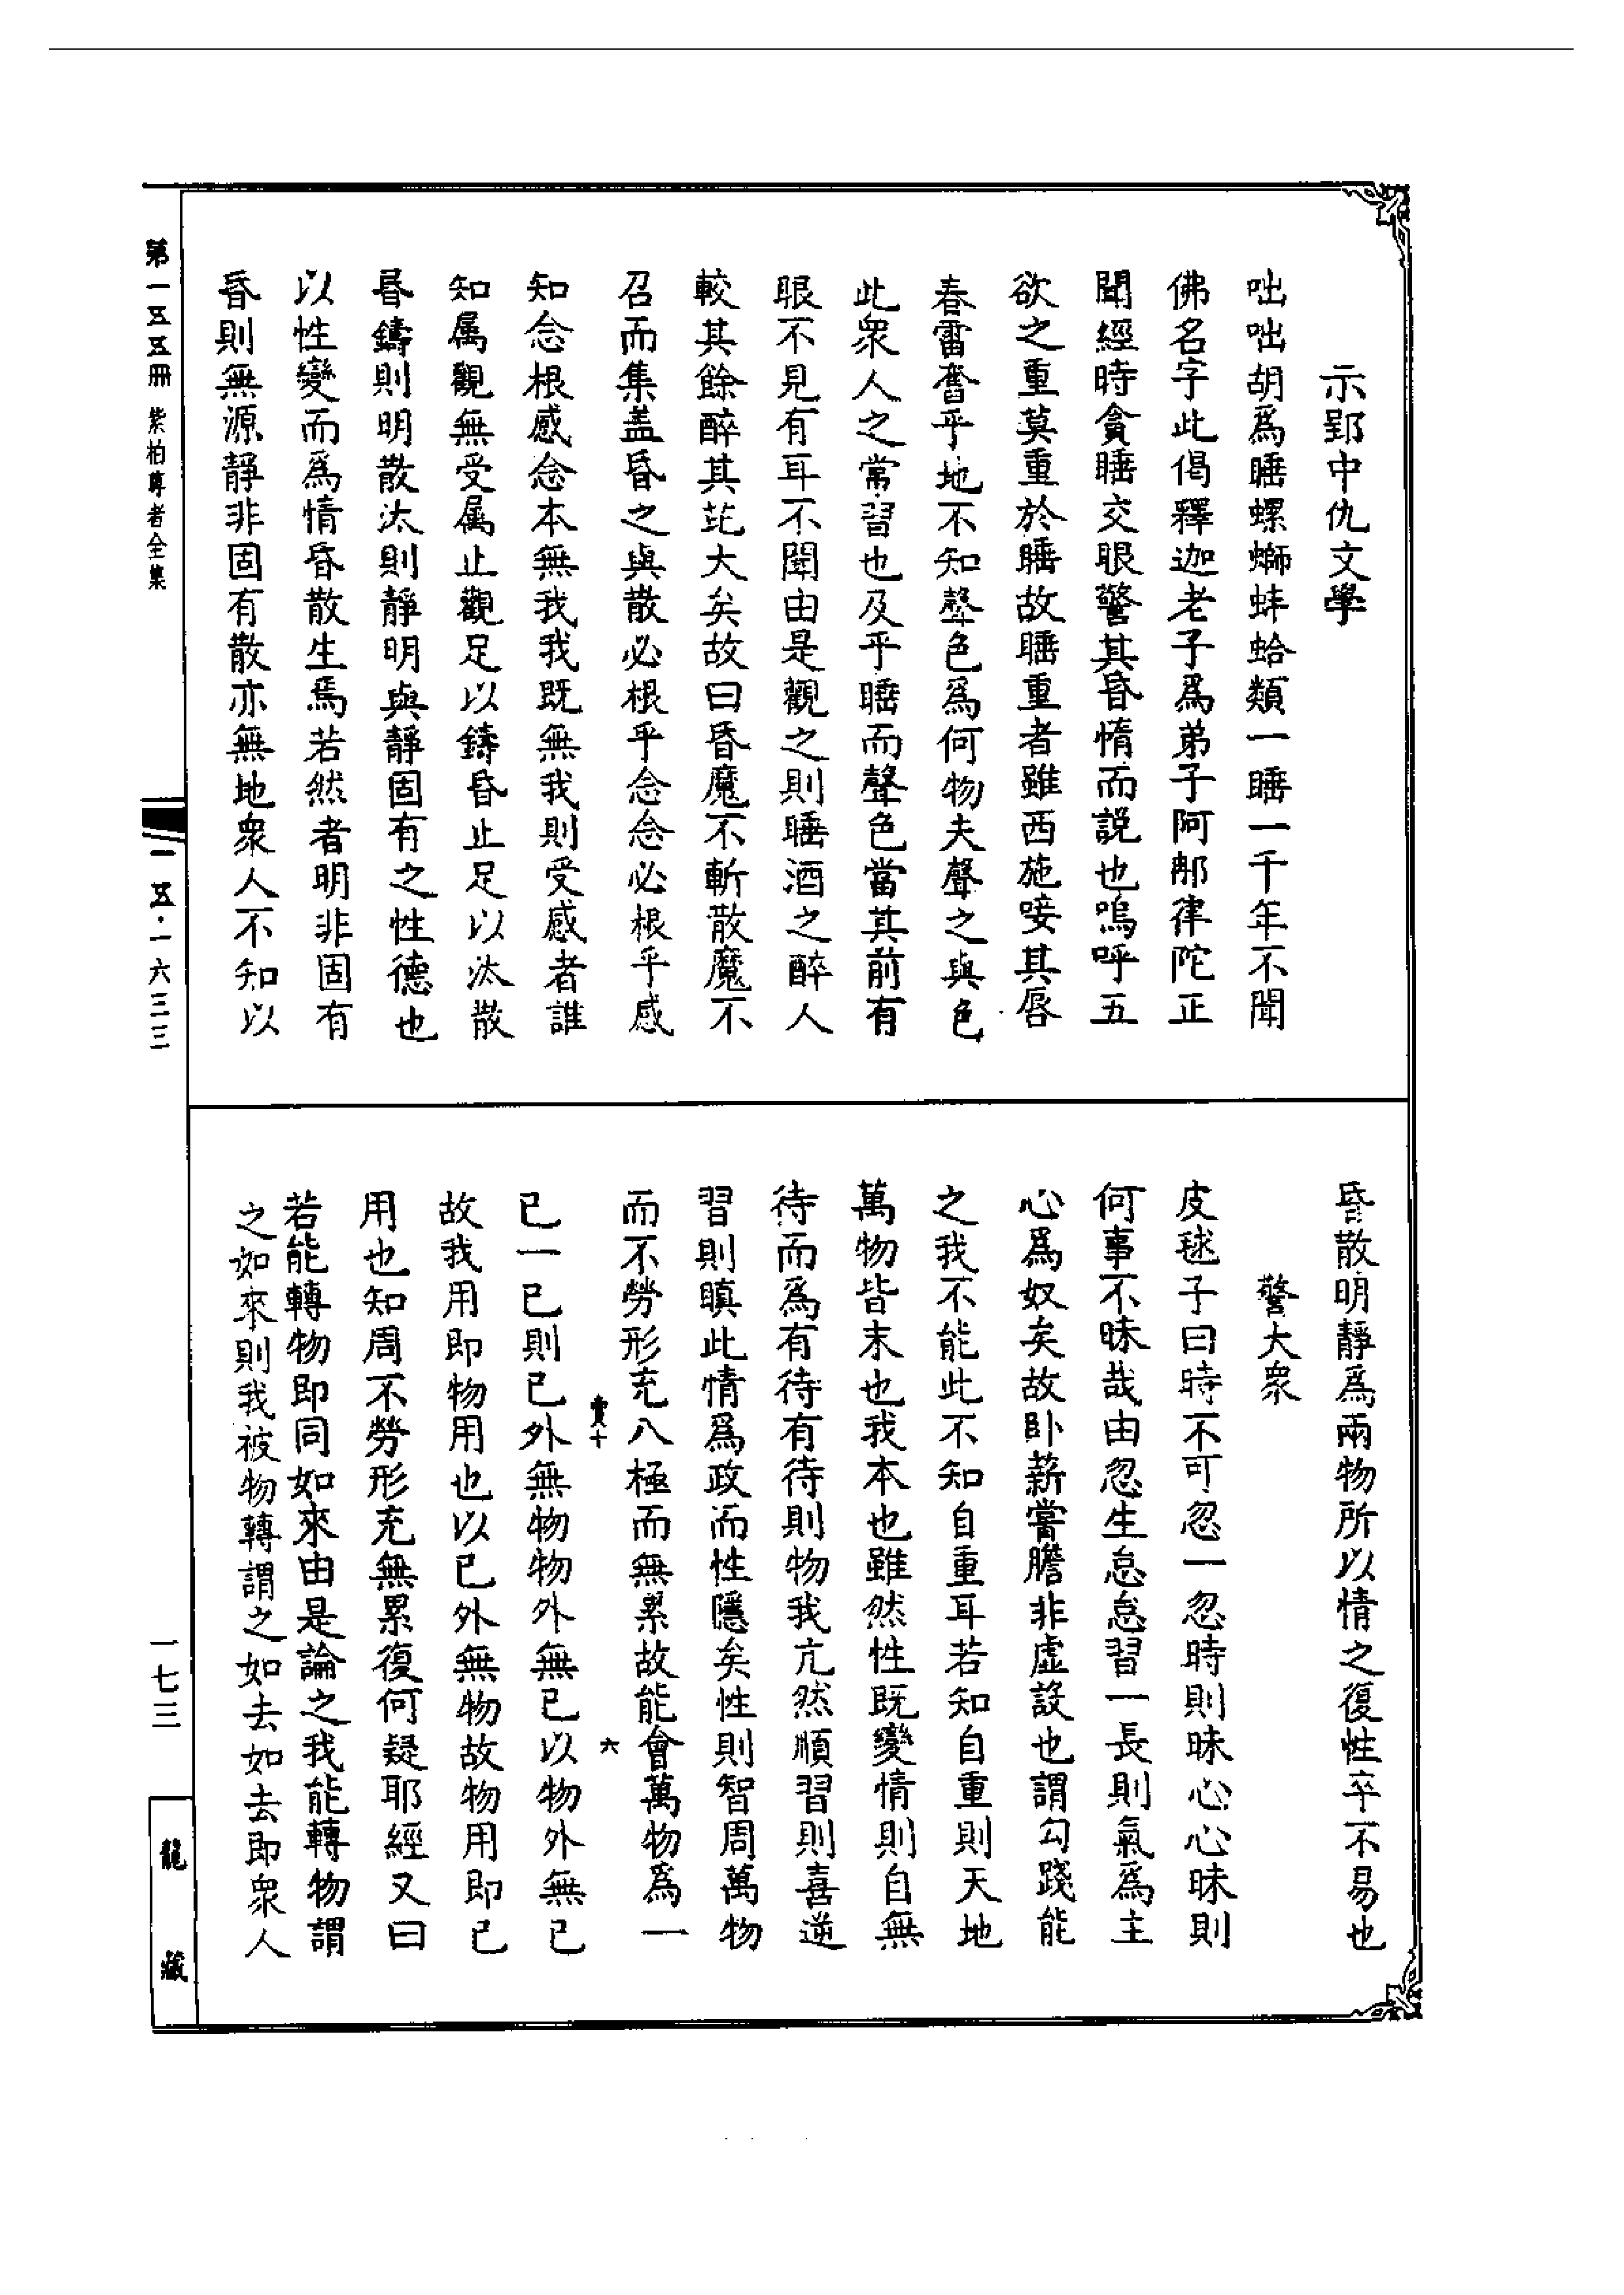 示郢中仇文學
咄咄胡爲睡螺螄蚌蛤類一睡一千年不聞
佛名字此偈釋迦老子爲弟子阿那律陀正
聞經時貪睡交眼警其昏惰而說也嗚呼五
欲之重莫重於睡故睡重者雖西施唼其唇
春雷奮乎地不知聲色爲何物夫聲之與色
此衆人之常習也及乎睡而聲色當其前有
眼不見有耳不聞由是觀之則睡酒之醉人
較其餘醉其訛大矣故曰昏魔不斬散魔不
召而集盖昏之與散必根乎念念必根乎感
知念根感念本無我我既無我則受感者誰
知属觀無受属止觀足以鑄昏止足以汰散
昏鑄則明散汰則靜明與靜固有之性德也
以性變而爲情昏散生焉若然者明非固有
昏則無源靜非固有散亦無地衆人不知以
昏散明靜爲兩物所以情之復性卒不易也
警大衆
皮毬子曰時不可忽一忽時則昧心心昧則
何事不昧哉由忽生怠怠習一長則氣爲主
心爲奴矣故卧薪嘗膽非虛設也謂勾踐能
之我不能此不知自重耳若知自重則天地
萬物皆末也我本也雖然性既變情則自無
待而爲有待有待則物我亢然順習則喜逆
習則瞋此情爲政而性隱矣性則智周萬物
而不勞形充八極而無累故能會萬物爲一
已一已則已外無物物外無已以物外無已
故我用即物用也以已外無物故物用即已
用也知周不勞形充無累復何疑耶經又曰
若能轉物即同如來由是論之我能轉物謂
之如來則我被物轉謂之如去如去即衆人
六
第一五五冊 紫柏尊者全集
一五·一六三三
一七三
龍藏